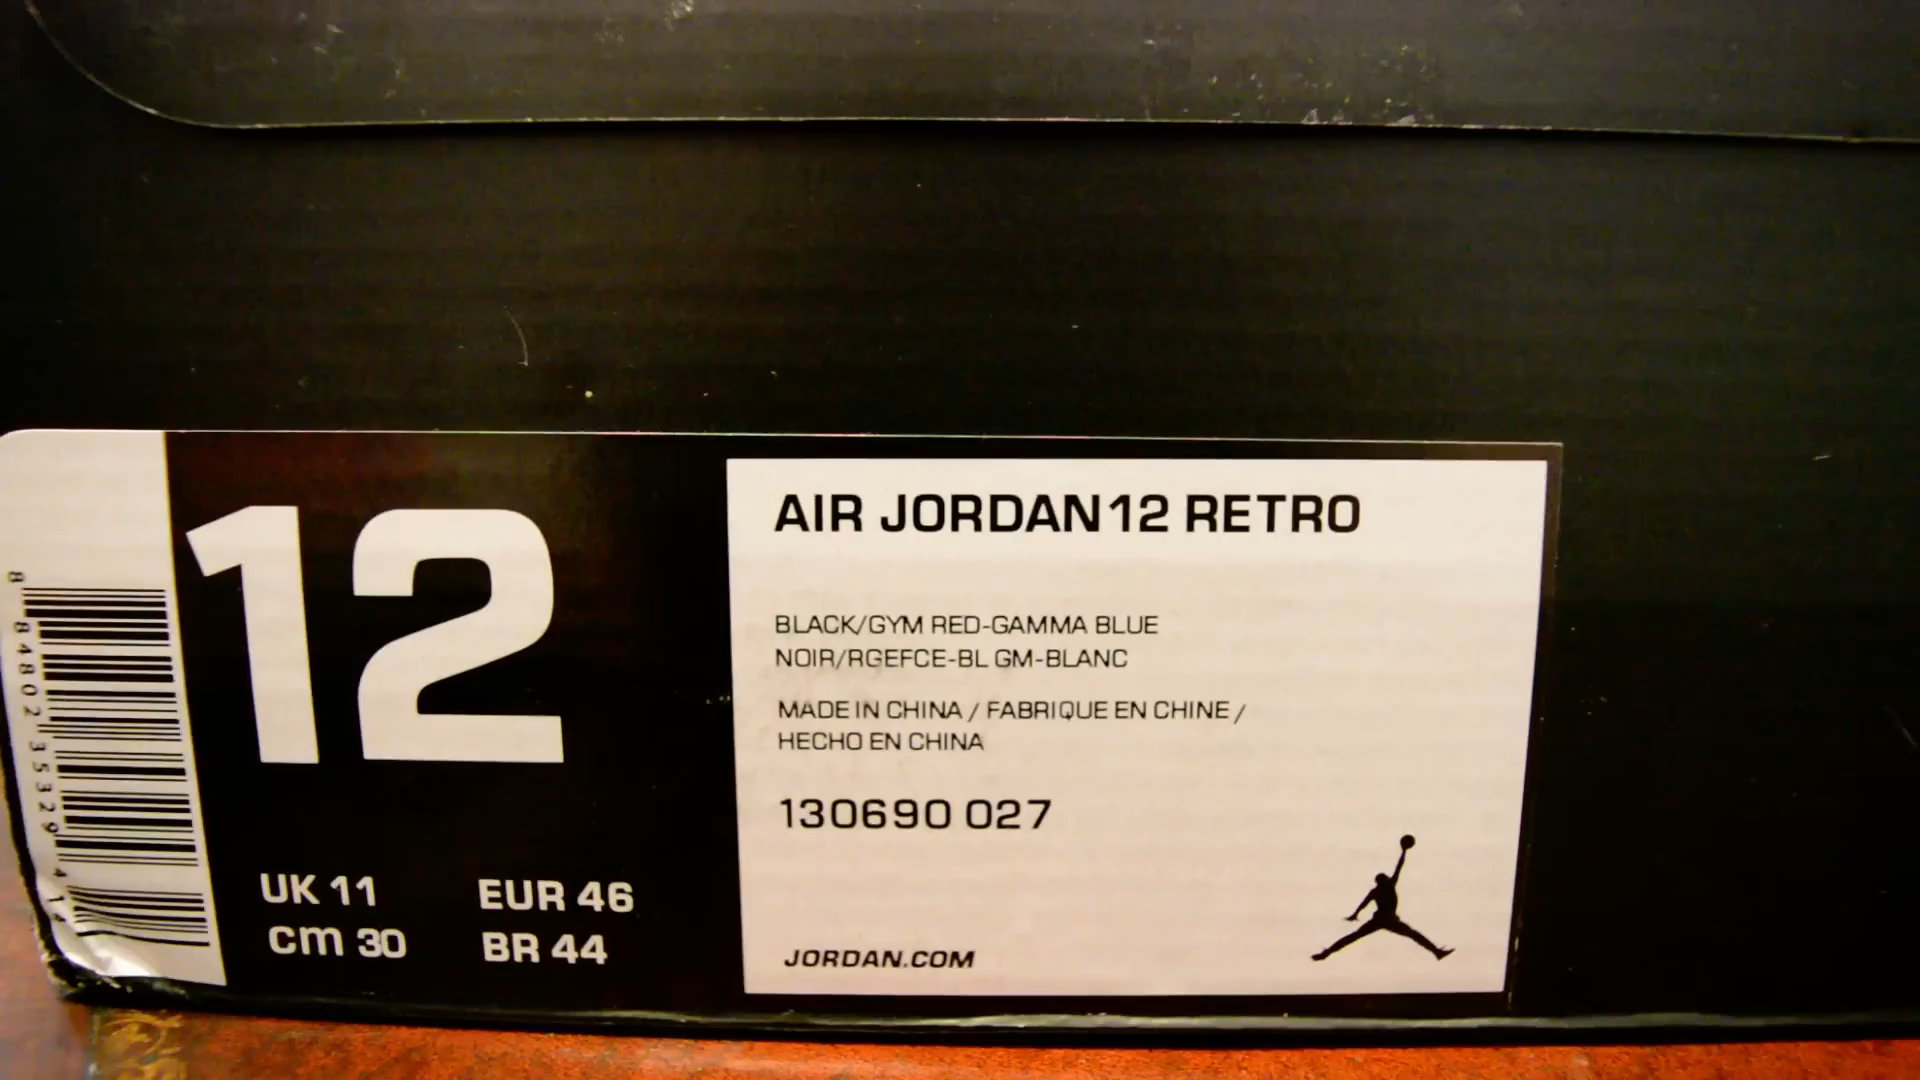 12
UK 11 EUR 46
cm 30 BR 44
AIR JORDAN 12 RETRO
BLACK/GYM RED-GAMMA BLUE
NOIR/RGEFCE-BL GM-BLANC
MADE IN CHINA / FABRIQUE EN CHINE /
HECHO EN CHINA
130690 027
JORDAN.COM